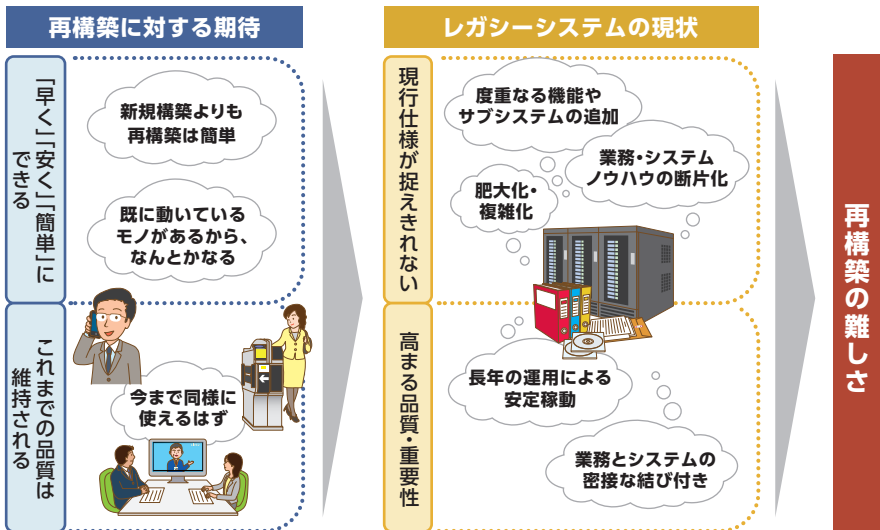 再構築に対する期待
「早く」「安く」「簡単」に
できる
新規構築よりも
再構築は簡単
既に動いている
モノがあるから、
なんとかなる
これまでの品質は
維持される
今まで同様に
使えるはず
レガシーシステムの現状
現行仕様が捉えきれない
度重なる機能や
サブシステムの追加
業務・システム
ノウハウの断片化
肥大化・
複雑化
高まる品質・重要性
長年の運用による
安定稼動
業務とシステムの
密接な結び付き
再構築の難しさ